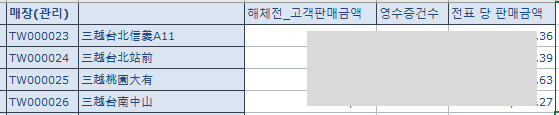 매장(관리) 해체전_고객판매금액 영수증건수 전표 당 판매금액
TW000023 三越台北信義A11 .36
TW000024 三越台北站前 .39
TW000025 三越桃園大有 .63
TW000026 三越台南中山 .27